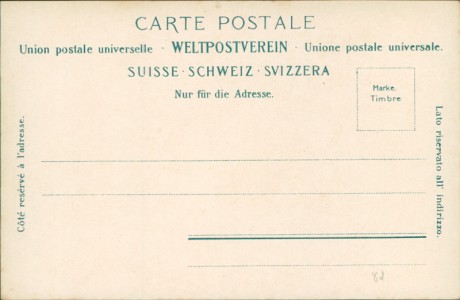 CARTE POSTALE
Union postale universelle · WELTPOSTVEREIN · Unione postale universale.
SUISSE · SCHWEIZ · SVIZZERA
Nur für die Adresse.
Marke.
Timbre
Côté resérvé à l'adresse.
Lato riservato all' indirizzo.